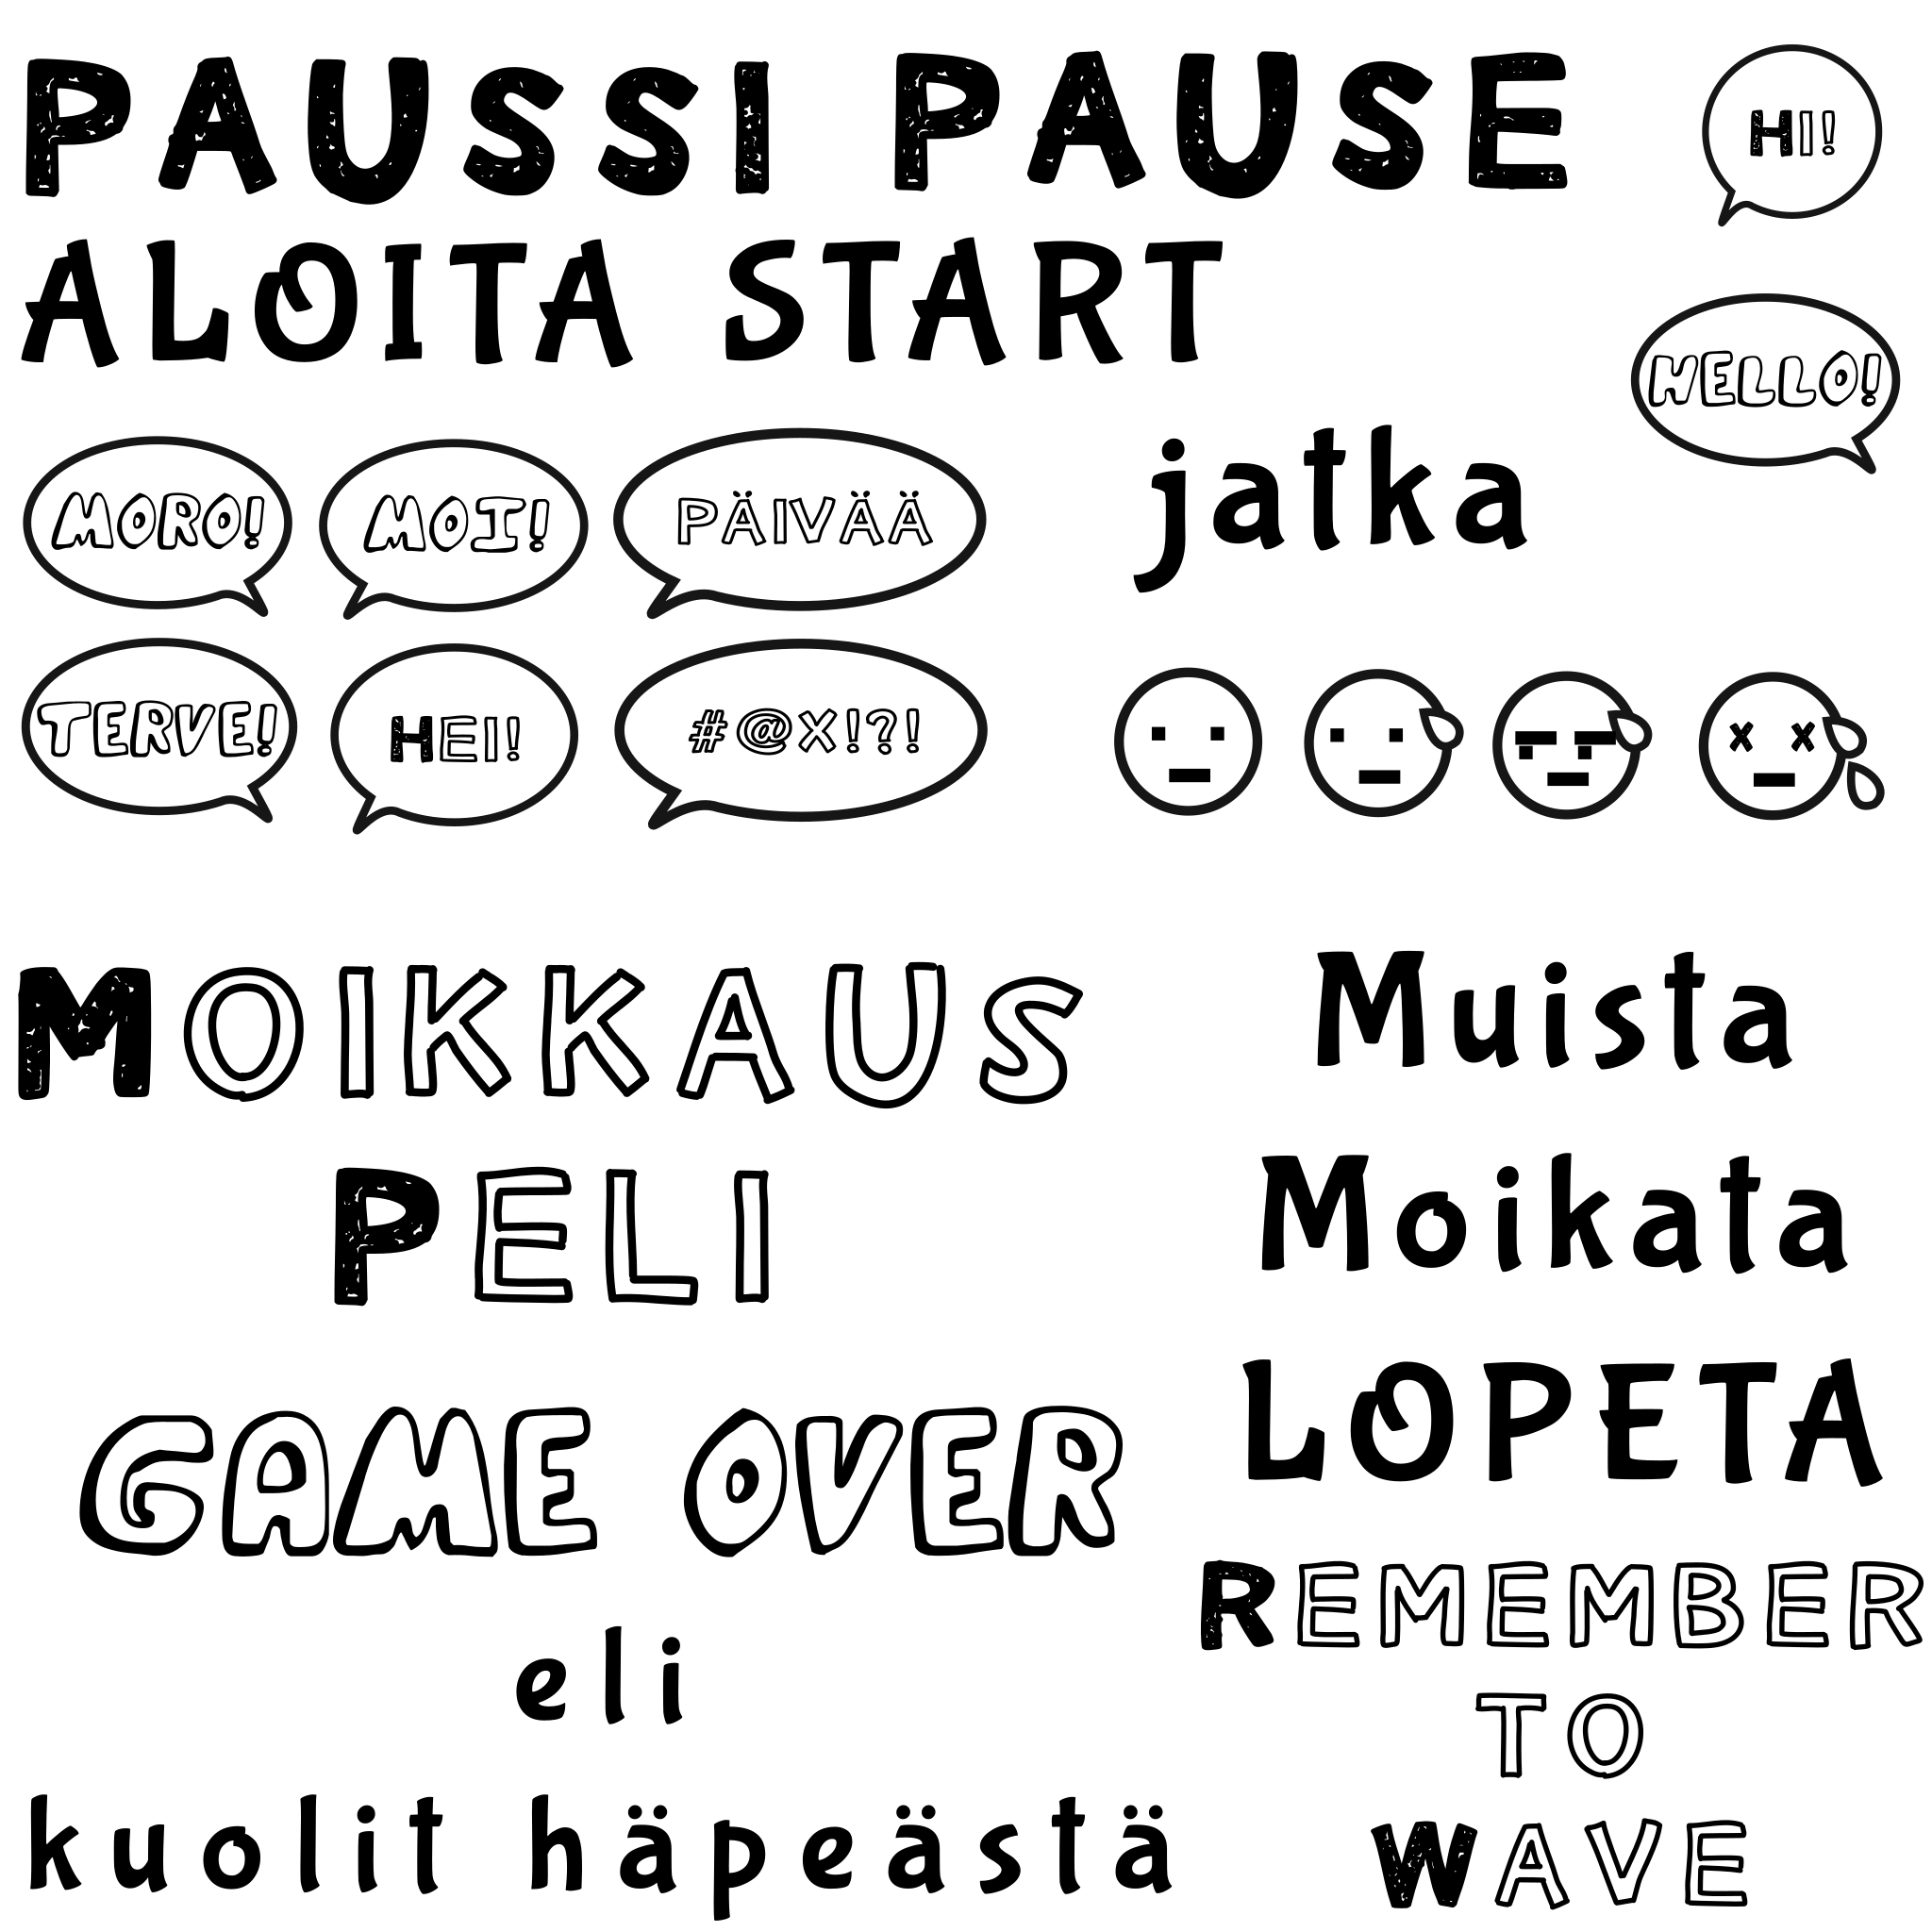 PAUSSI PAUSE
HI!
ALOITA START
HELLO!
MORO! MOI! PÄIVÄÄ
jatka
TERVE! HEI! #@X!?!
MOIKKAUS
PELI
Muista
Moikata
LOPETA
GAME OVER
REMEMBER
TO
WAVE
eli
kuolit häpeästä